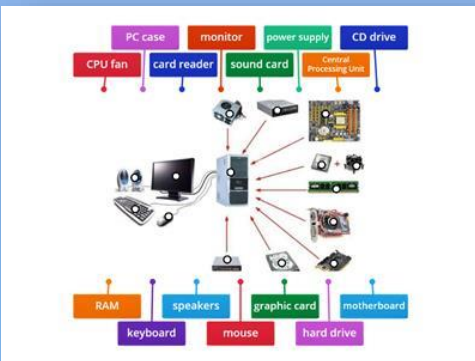 PC case
monitor
power supply
CD drive
CPU fan
card reader
sound card
Central
Processing Unit
RAM
speakers
graphic card
motherboard
keyboard
mouse
hard drive